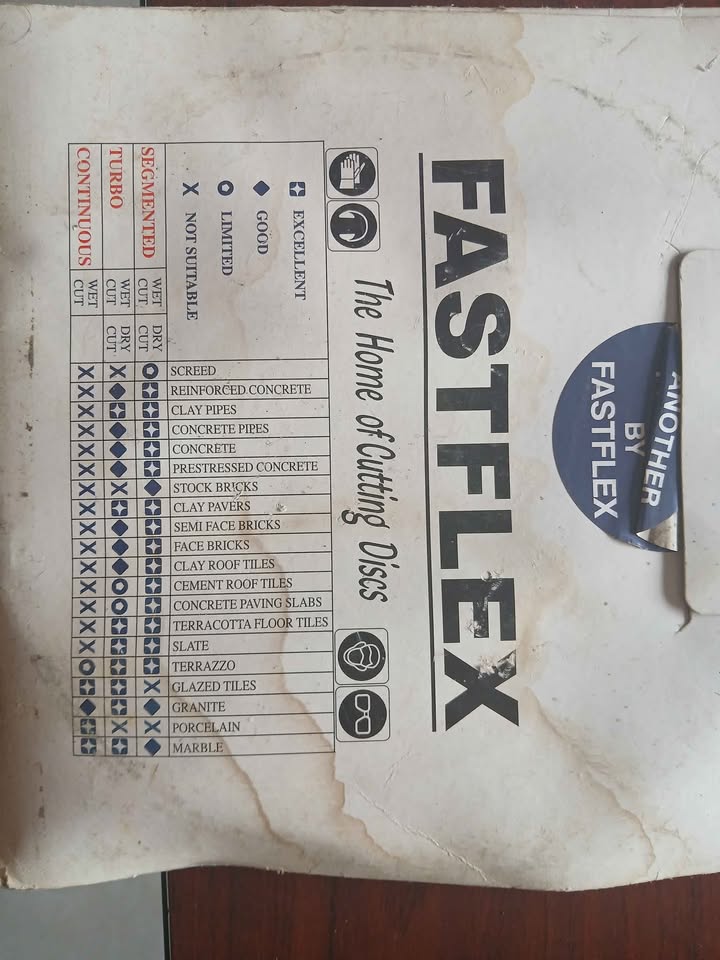 ANOTHER
BY
FASTFLEX
FASTFLEX
The Home of Cutting Discs
EXCELLENT
GOOD
LIMITED
X NOT SUITABLE
SCREED
REINFORCED CONCRETE
CLAY PIPES
CONCRETE PIPES
CONCRETE
PRESTRESSED CONCRETE
STOCK BRICKS
CLAY PAVERS
SEMI FACE BRICKS
FACE BRICKS
CLAY ROOF TILES
CEMENT ROOF TILES
CONCRETE PAVING SLABS
TERRACOTTA FLOOR TILES
SLATE
TERRAZZO
GLAZED TILES
GRANITE
PORCELAIN
MARBLE
SEGMENTED WET CUT DRY CUT X X
TURBO WET CUT DRY CUT X X X
CONTINUOUS WET CUT X X X X X X X X X X X X X X X